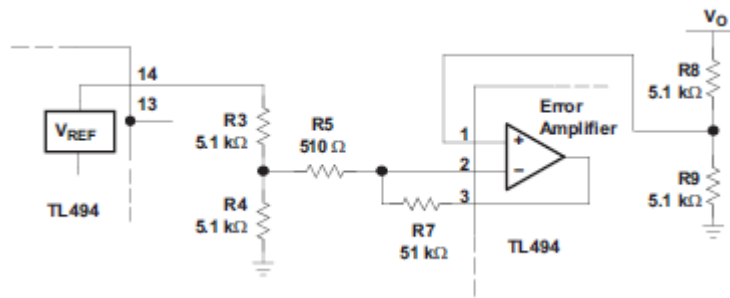 VO
14
13
VREF
TL494
R3
5.1 kΩ
R4
5.1 kΩ
R5
510 Ω
R7
51 kΩ
1
2
3
+
−
Error
Amplifier
TL494
R8
5.1 kΩ
R9
5.1 kΩ